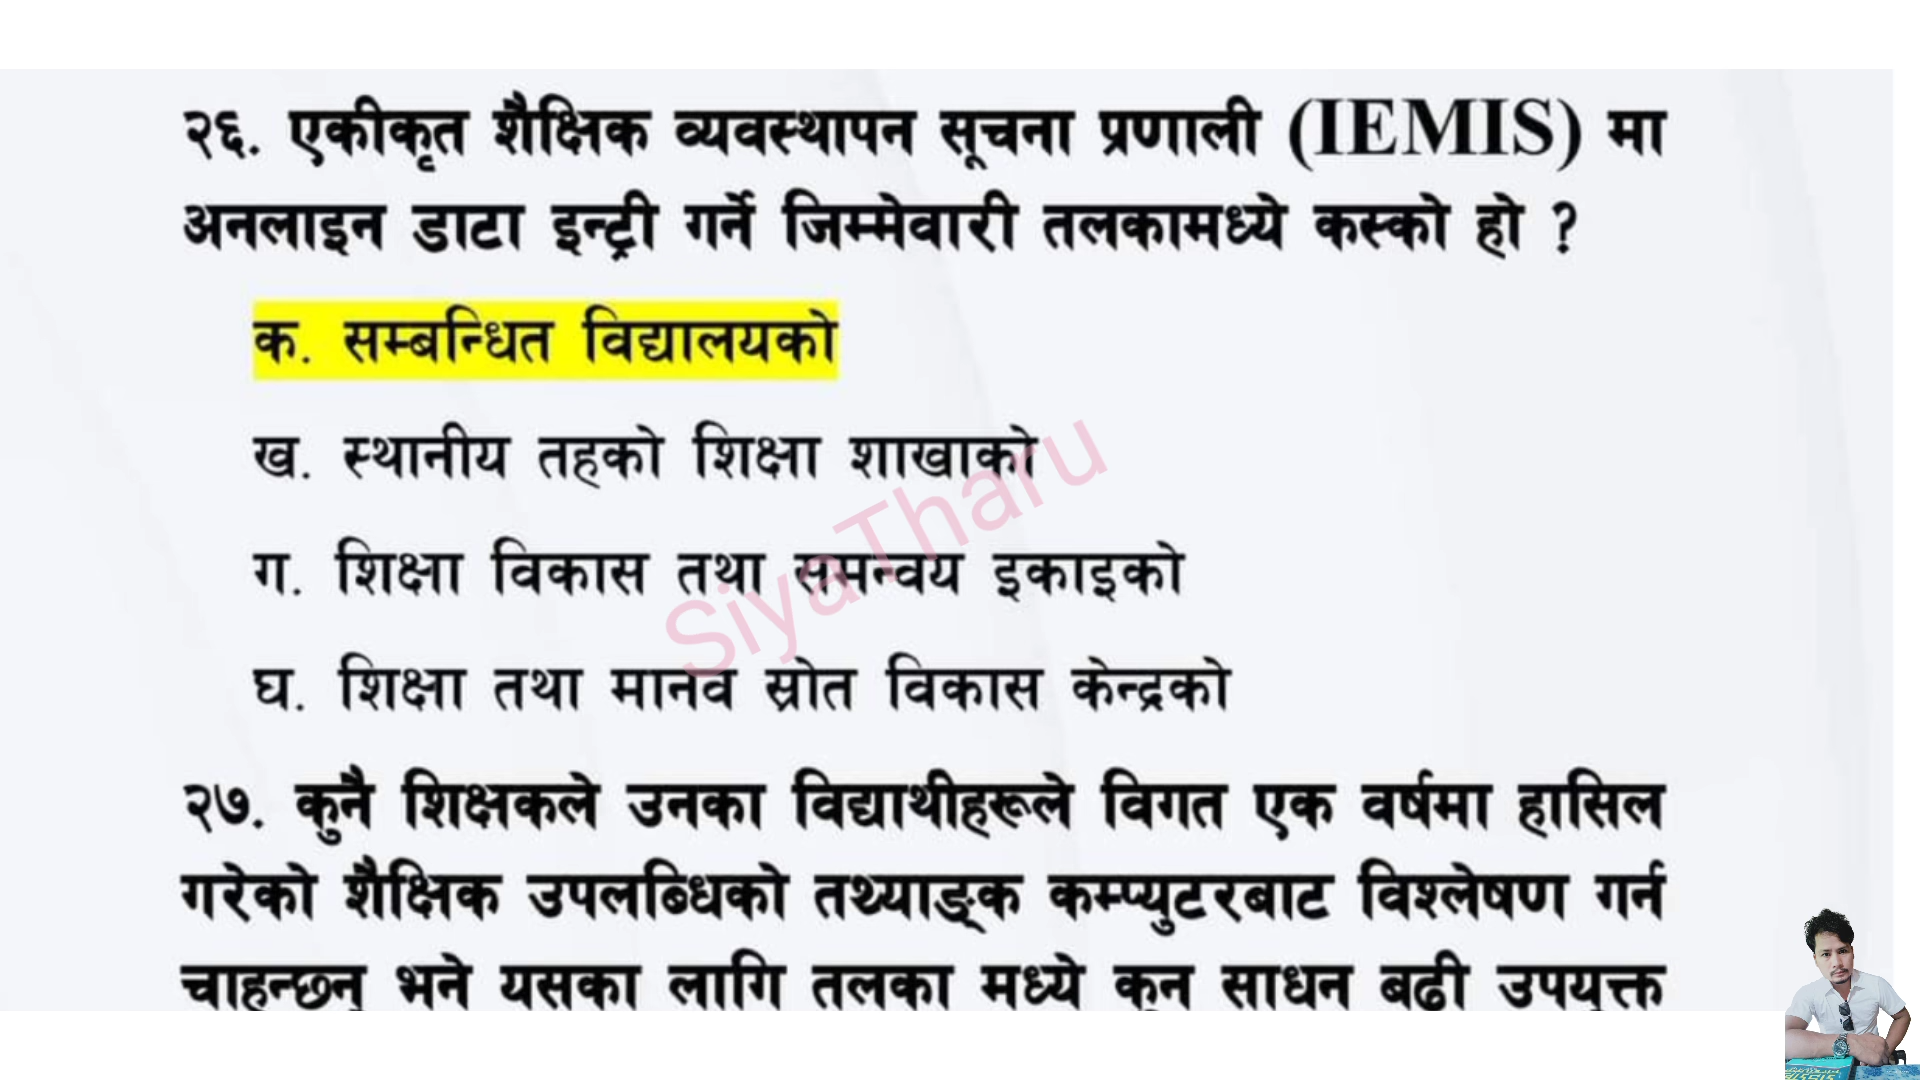 २६. एकीकृत शैक्षिक व्यवस्थापन सूचना प्रणाली (IEMIS) मा
अनलाइन डाटा इन्ट्री गर्ने जिम्मेवारी तलकामध्ये कस्को हो ?
क. सम्बन्धित विद्यालयको
ख. स्थानीय तहको शिक्षा शाखाको
ग. शिक्षा विकास तथा समन्वय इकाइको
घ. शिक्षा तथा मानव स्रोत विकास केन्द्रको
SiyaTharu
२७. कुनै शिक्षकले उनका विद्याथीहरूले विगत एक वर्षमा हासिल
गरेको शैक्षिक उपलब्धिको तथ्याङ्क कम्प्युटरबाट विश्लेषण गर्न
चाहन्छन् भने यसका लागि तलका मध्ये कुन साधन बढी उपयुक्त